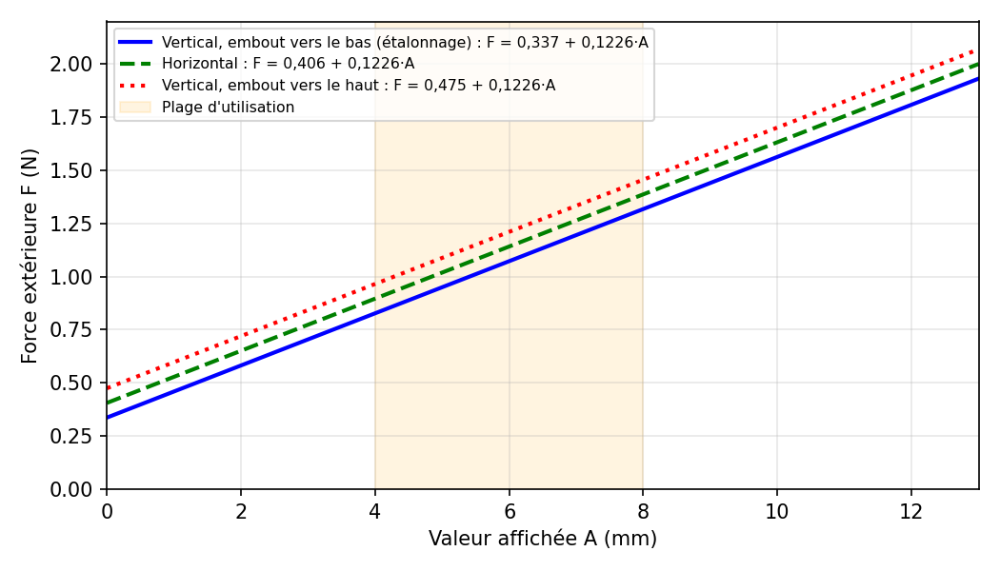 Vertical, embout vers le bas (étalonnage) : F = 0,337 + 0,1226·A
Horizontal : F = 0,406 + 0,1226·A
Vertical, embout vers le haut : F = 0,475 + 0,1226·A
Plage d'utilisation
Force extérieure F (N)
2.00
1.75
1.50
1.25
1.00
0.75
0.50
0.25
0.00
0 2 4 6 8 10 12
Valeur affichée A (mm)